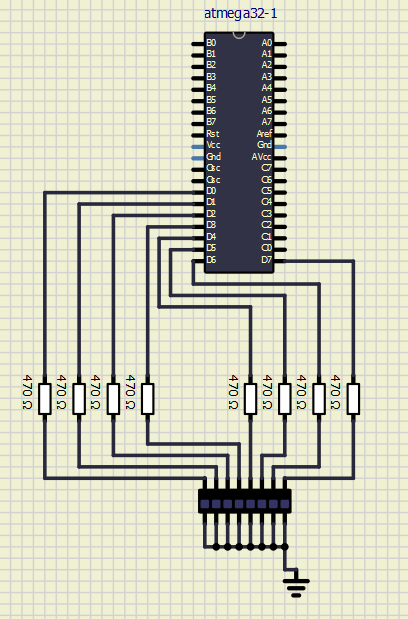 atmega32-1
B0 A0
B1 A1
B2 A2
B3 A3
B4 A4
B5 A5
B6 A6
B7 A7
Rst Aref
Vcc Gnd
Gnd AVcc
Osc C7
Osc C6
D0 C5
D1 C4
D2 C3
D3 C2
D4 C1
D5 C0
D6 D7
470 Ω
470 Ω
470 Ω
470 Ω
470 Ω
470 Ω
470 Ω
470 Ω